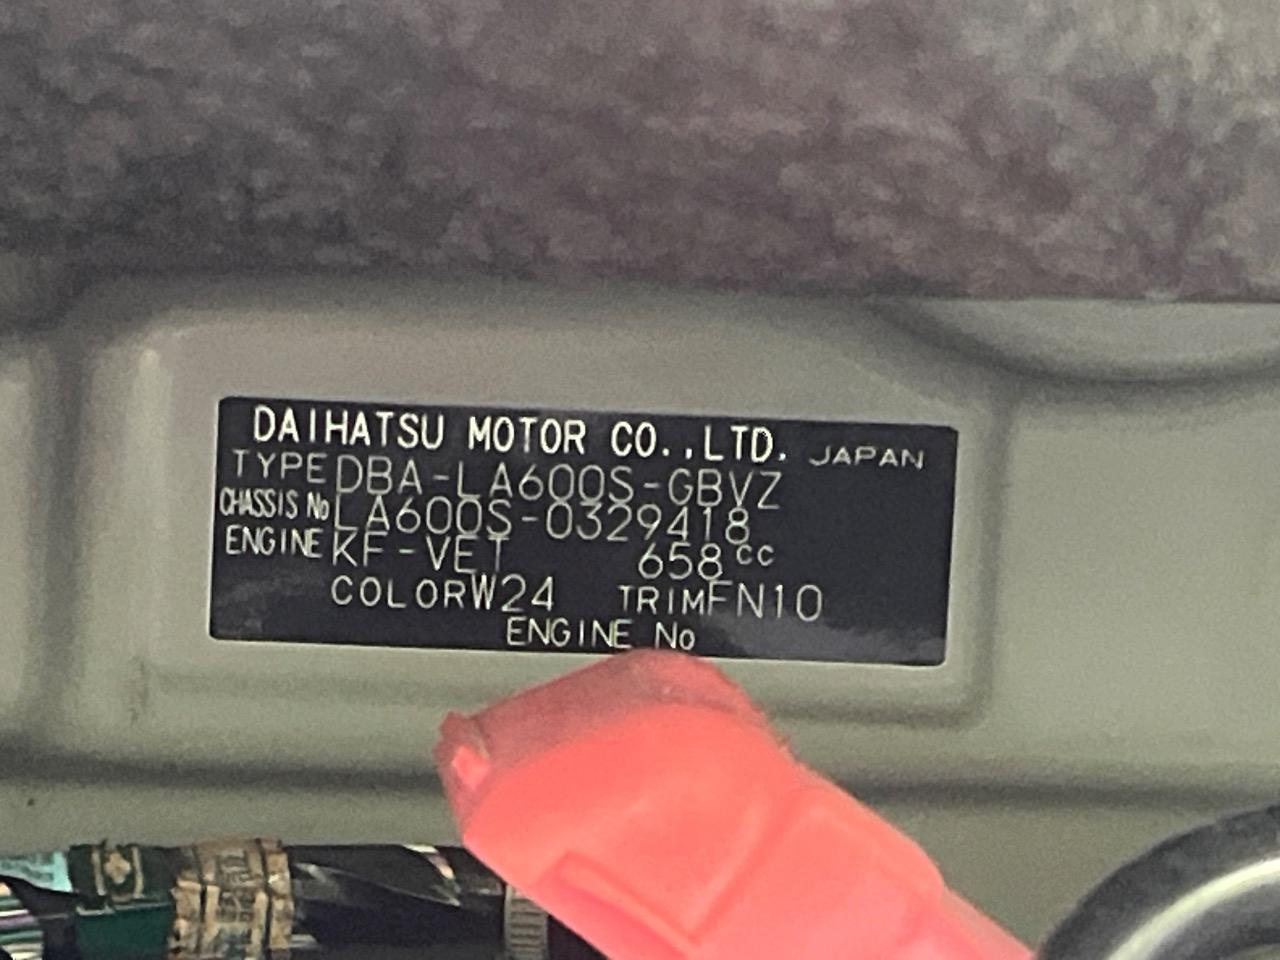 DAIHATSU MOTOR CO.,LTD. JAPAN
TYPE DBA-LA600S-GBVZ
CHASSIS No LA600S-0329418
ENGINE KF-VET 658cc
COLOR W24 TRIM FN10
ENGINE No